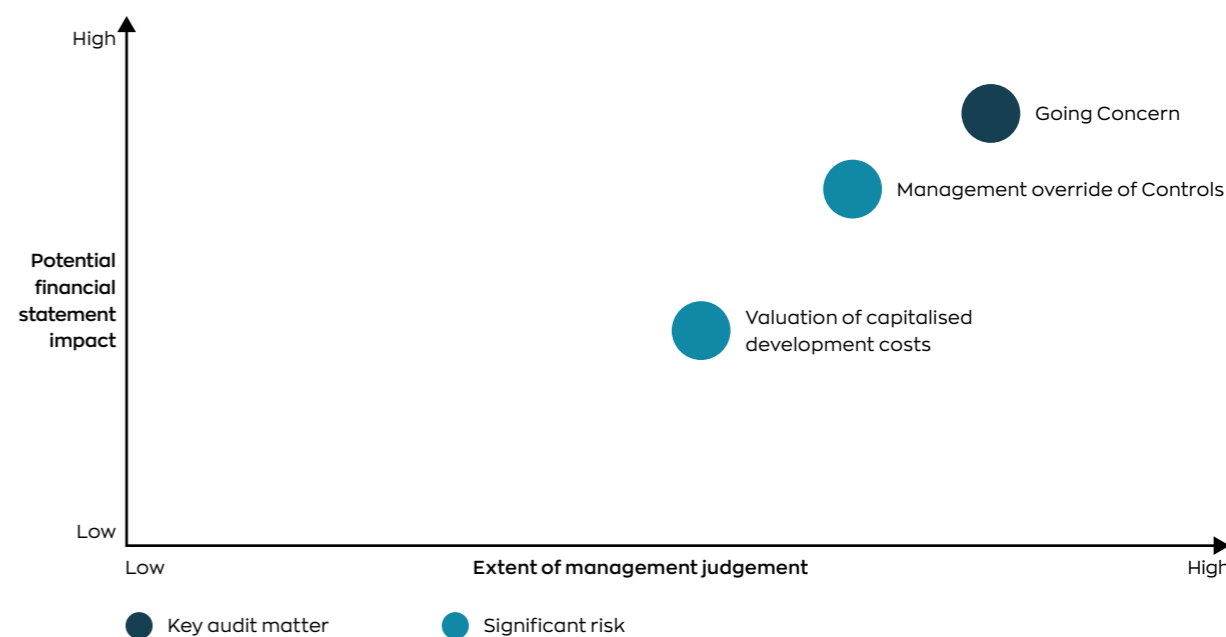 High
Going Concern
Management override of Controls
Potential
financial
statement
impact
Valuation of capitalised
development costs
Low
Low
Extent of management judgement
High
Key audit matter
Significant risk